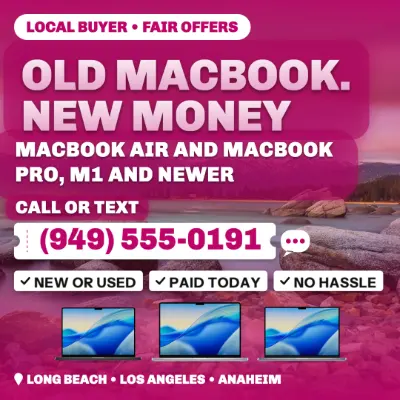 LOCAL BUYER • FAIR OFFERS
OLD MACBOOK.
NEW MONEY
MACBOOK AIR AND MACBOOK
PRO, M1 AND NEWER
CALL OR TEXT
(949) 555-0191
✓ NEW OR USED ✓ PAID TODAY ✓ NO HASSLE
LONG BEACH • LOS ANGELES • ANAHEIM